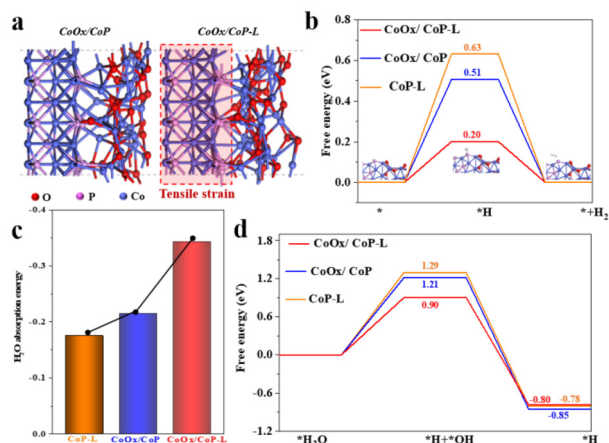 a
CoOx/CoP
CoOx/CoP-L
O
P
Co
Tensile strain
b
Free energy (eV)
0.8
0.6
0.4
0.2
0.0
CoOx/ CoP-L
CoOx/ CoP
CoP-L
0.63
0.51
0.20
*
*H
*+H₂
c
H₂O absorption energy
-0.4
-0.3
-0.2
-0.1
0.0
CoP-L
CoOx/CoP
CoOx/CoP-L
d
Free energy (eV)
1.8
1.2
0.6
0.0
-0.6
-1.2
CoOx/ CoP-L
CoOx/ CoP
CoP-L
1.29
1.21
0.90
-0.80
-0.78
-0.85
*H₂O
*H+*OH
*H